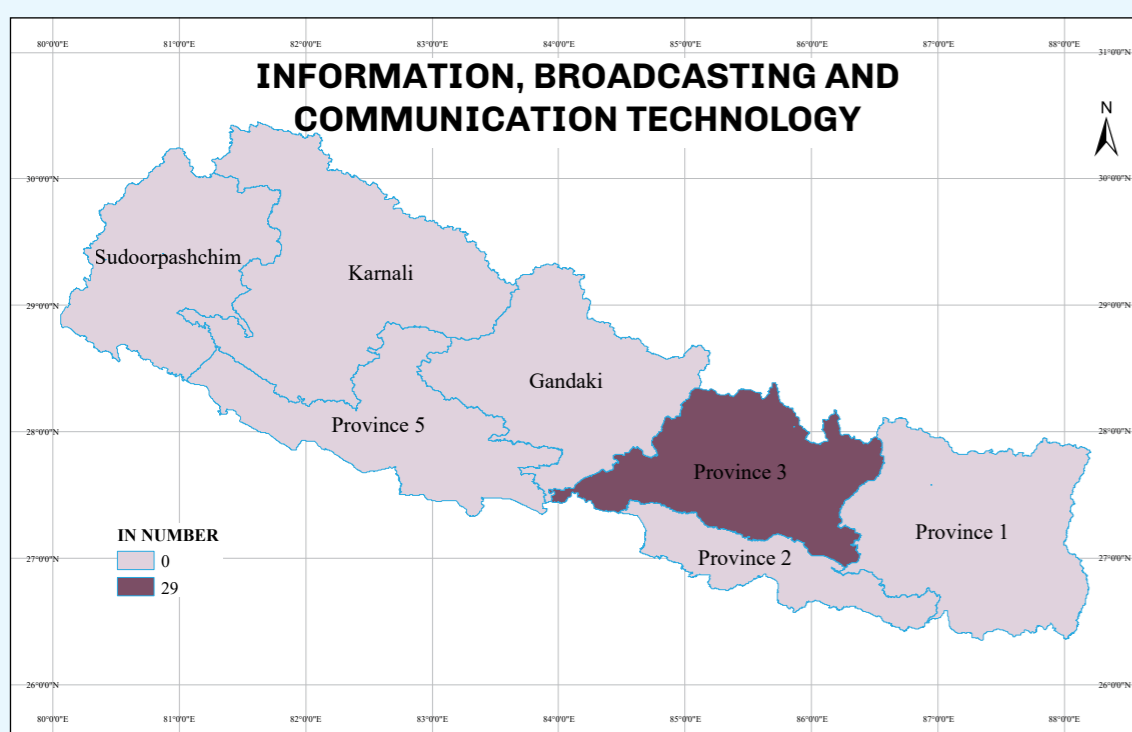 80°0'0"E 81°0'0"E 82°0'0"E 83°0'0"E 84°0'0"E 85°0'0"E 86°0'0"E 87°0'0"E 88°0'0"E
31°0'0"N 31°0'0"N
INFORMATION, BROADCASTING AND
COMMUNICATION TECHNOLOGY
N
30°0'0"N 30°0'0"N
Sudoorpashchim
Karnali
29°0'0"N 29°0'0"N
Gandaki
Province 5
28°0'0"N 28°0'0"N
Province 3
Province 1
IN NUMBER
Province 2
27°0'0"N 27°0'0"N
0
29
26°0'0"N 26°0'0"N
80°0'0"E 81°0'0"E 82°0'0"E 83°0'0"E 84°0'0"E 85°0'0"E 86°0'0"E 87°0'0"E 88°0'0"E